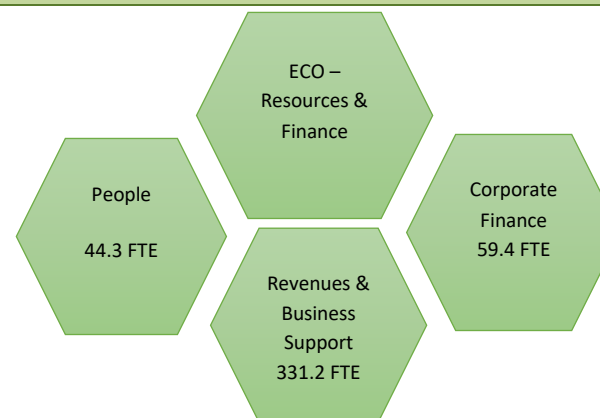 ECO –
Resources &
Finance
People
44.3 FTE
Corporate
Finance
59.4 FTE
Revenues &
Business
Support
331.2 FTE